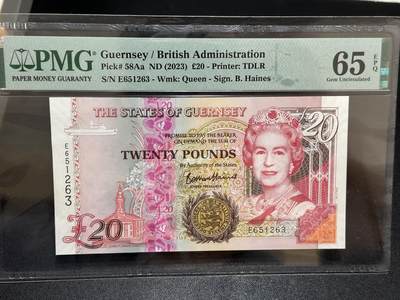 PMG
PAPER MONEY GUARANTY
Guernsey / British Administration
Pick# 58Aa ND (2023) £20 - Printer: TDLR
S/N E651263 - Wmk: Queen - Sign. B. Haines
65 EPQ
Gem Uncirculated
THE STATES OF GUERNSEY
£20
PROMISE TO PAY THE BEARER
ON DEMAND THE SUM OF
TWENTY POUNDS
By Authority of the States
E651263
£20
£20
E651263